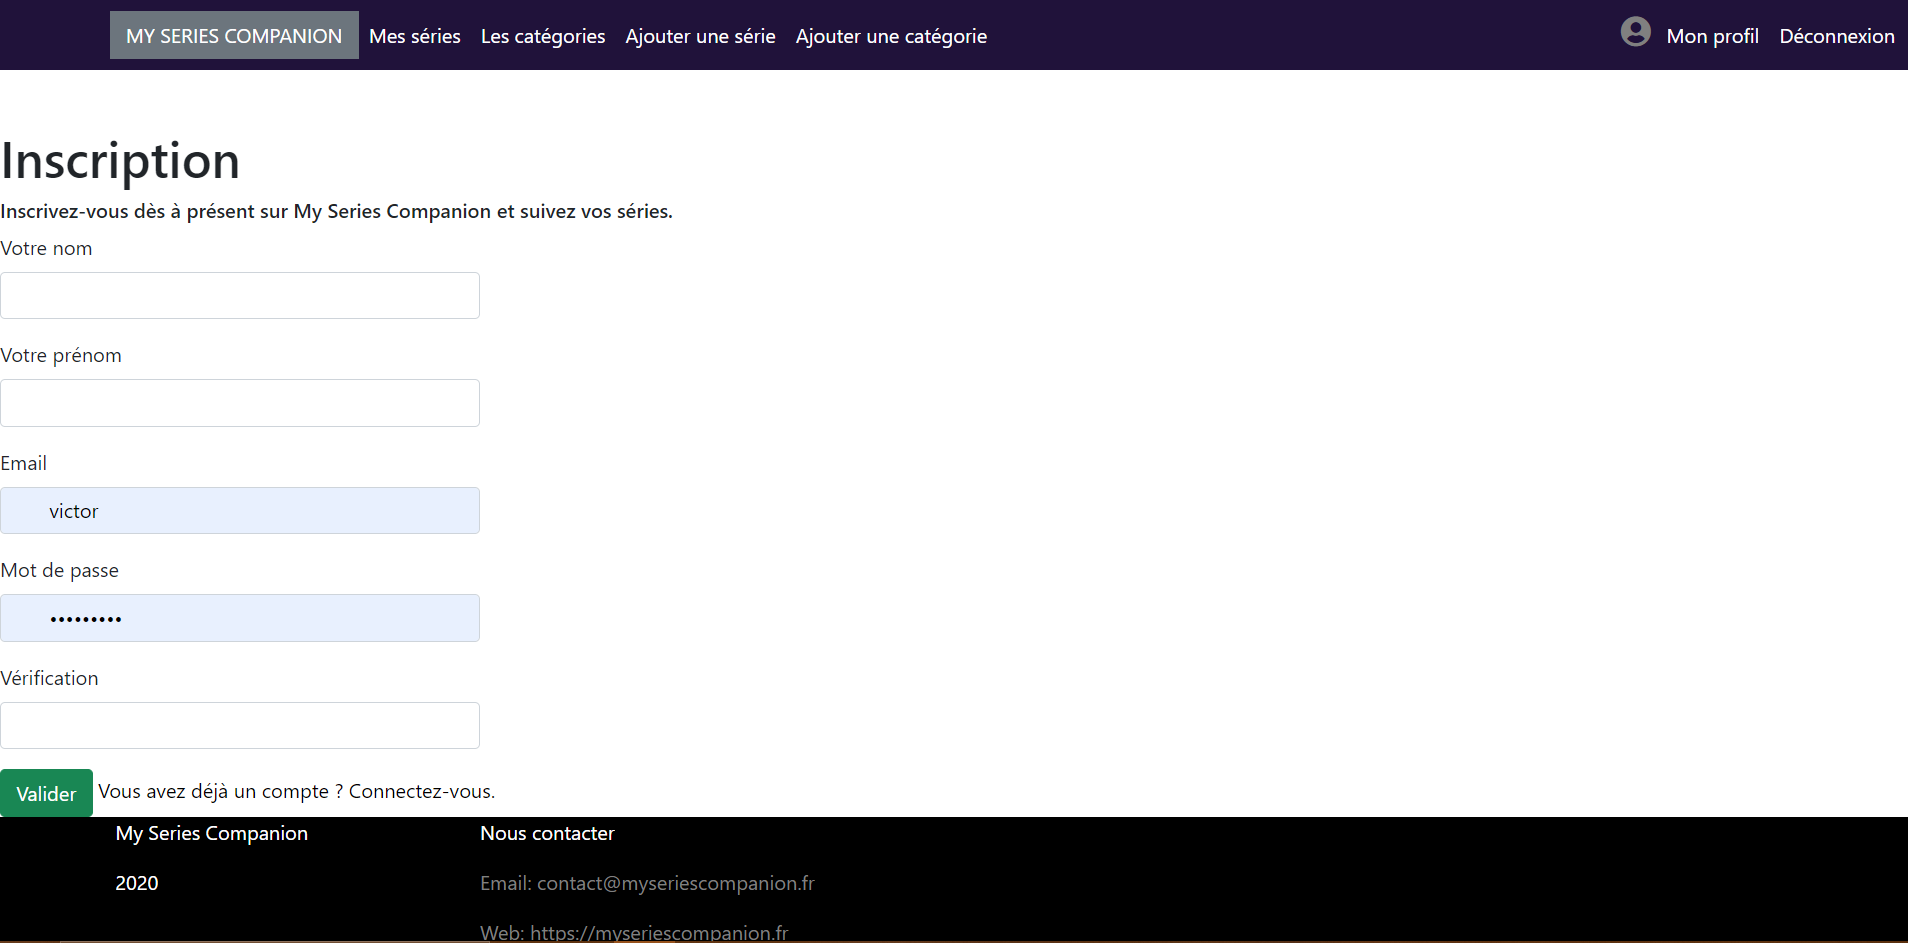 MY SERIES COMPANION Mes séries Les catégories Ajouter une série Ajouter une catégorie Mon profil Déconnexion
Inscription
Inscrivez-vous dès à présent sur My Series Companion et suivez vos séries.
Votre nom
Votre prénom
Email
victor
Mot de passe
•••••••••
Vérification
Valider Vous avez déjà un compte ? Connectez-vous.
My Series Companion Nous contacter
2020 Email: contact@myseriescompanion.fr
Web: https://myseriescompanion.fr